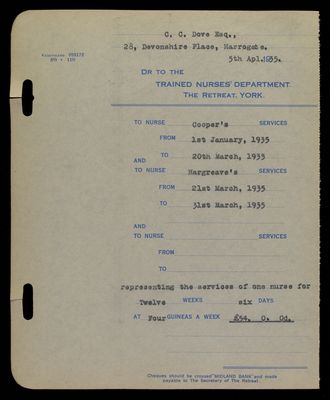 C. C. Dove Esq.,
28, Devonshire Place, Harrogate.
5th Apl.1935.
DR TO THE
TRAINED NURSES' DEPARTMENT
THE RETREAT, YORK.
TO NURSE Cooper's SERVICES
FROM 1st January, 1935
TO 20th March, 1935
AND
TO NURSE Hargreave's SERVICES
FROM 21st March, 1935
TO 31st March, 1935
AND
TO NURSE SERVICES
FROM
TO
representing the services of one nurse for
Twelve WEEKS six DAYS
AT Four GUINEAS A WEEK £54. 0. 0d.
Cheques should be crossed "MIDLAND BANK" and made
payable to The Secretary of The Retreat.